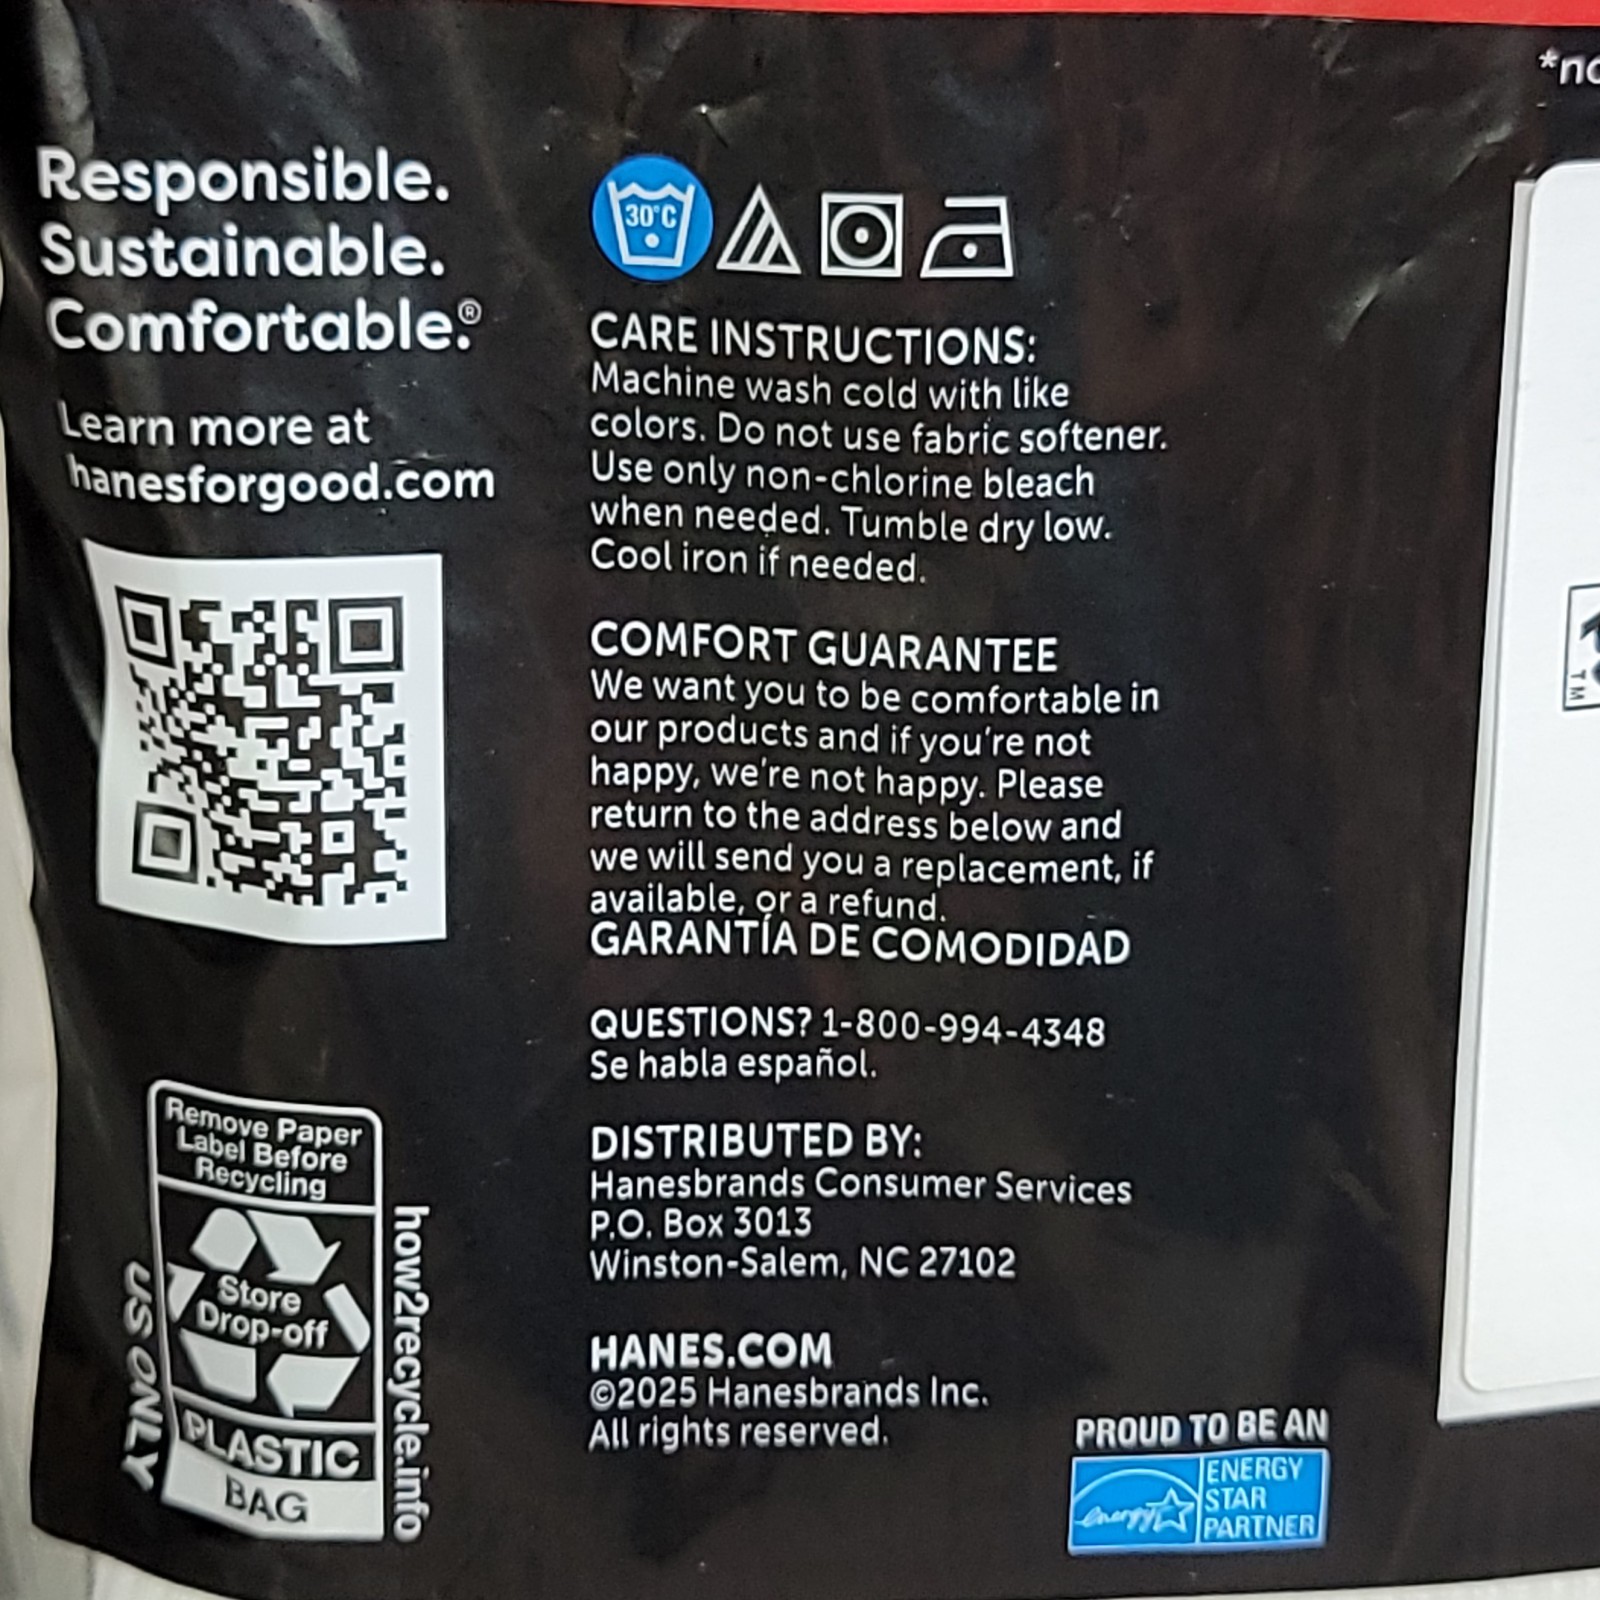 *no
Responsible.
Sustainable.
Comfortable.®
Learn more at
hanesforgood.com
30°C
CARE INSTRUCTIONS:
Machine wash cold with like
colors. Do not use fabric softener.
Use only non-chlorine bleach
when needed. Tumble dry low.
Cool iron if needed.
COMFORT GUARANTEE
We want you to be comfortable in
our products and if you're not
happy, we're not happy. Please
return to the address below and
we will send you a replacement, if
available, or a refund.
GARANTÍA DE COMODIDAD
QUESTIONS? 1-800-994-4348
Se habla español.
DISTRIBUTED BY:
Hanesbrands Consumer Services
P.O. Box 3013
Winston-Salem, NC 27102
HANES.COM
©2025 Hanesbrands Inc.
All rights reserved.
Remove Paper
Label Before
Recycling
Store
Drop-off
PLASTIC
BAG
US ONLY
how2recycle.info
PROUD TO BE AN
energy
ENERGY
STAR
PARTNER
TM